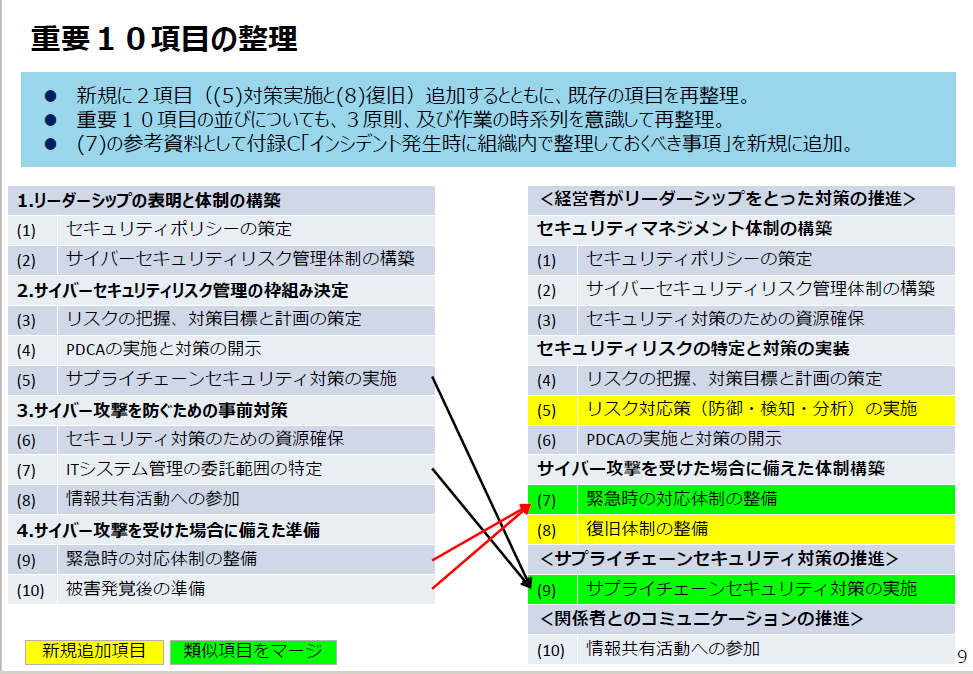 重要１０項目の整理
● 新規に２項目（(5)対策実施と(8)復旧）追加するとともに、既存の項目を再整理。
● 重要１０項目の並びについても、３原則、及び作業の時系列を意識して再整理。
● (7)の参考資料として付録C「インシデント発生時に組織内で整理しておくべき事項」を新規に追加。
1.リーダーシップの表明と体制の構築
(1) セキュリティポリシーの策定
(2) サイバーセキュリティリスク管理体制の構築
2.サイバーセキュリティリスク管理の枠組み決定
(3) リスクの把握、対策目標と計画の策定
(4) PDCAの実施と対策の開示
(5) サプライチェーンセキュリティ対策の実施
3.サイバー攻撃を防ぐための事前対策
(6) セキュリティ対策のための資源確保
(7) ITシステム管理の委託範囲の特定
(8) 情報共有活動への参加
4.サイバー攻撃を受けた場合に備えた準備
(9) 緊急時の対応体制の整備
(10) 被害発覚後の準備
新規追加項目
類似項目をマージ
＜経営者がリーダーシップをとった対策の推進＞
セキュリティマネジメント体制の構築
(1) セキュリティポリシーの策定
(2) サイバーセキュリティリスク管理体制の構築
(3) セキュリティ対策のための資源確保
セキュリティリスクの特定と対策の実装
(4) リスクの把握、対策目標と計画の策定
(5) リスク対応策（防御・検知・分析）の実施
(6) PDCAの実施と対策の開示
サイバー攻撃を受けた場合に備えた体制構築
(7) 緊急時の対応体制の整備
(8) 復旧体制の整備
＜サプライチェーンセキュリティ対策の推進＞
(9) サプライチェーンセキュリティ対策の実施
＜関係者とのコミュニケーションの推進＞
(10) 情報共有活動への参加
9